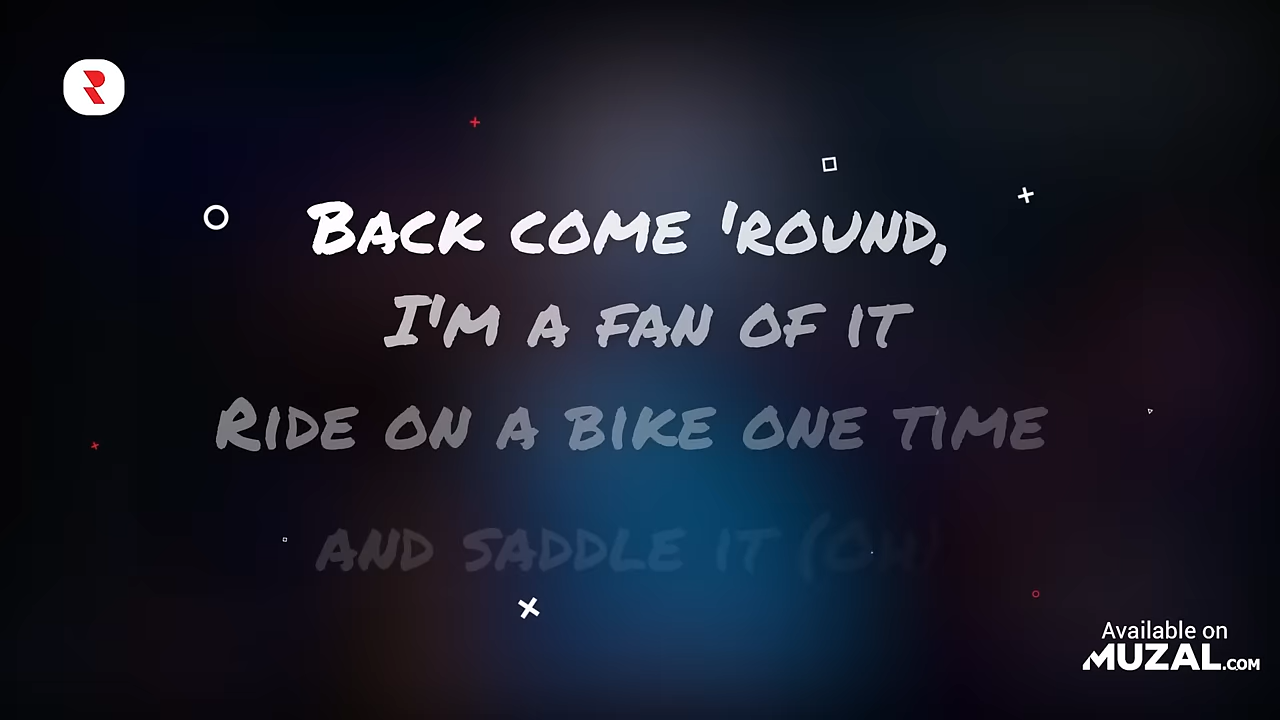 Back come 'round,
I'm a fan of it
Ride on a bike one time
and saddle it (Oh)
Available on
MUZAL.COM